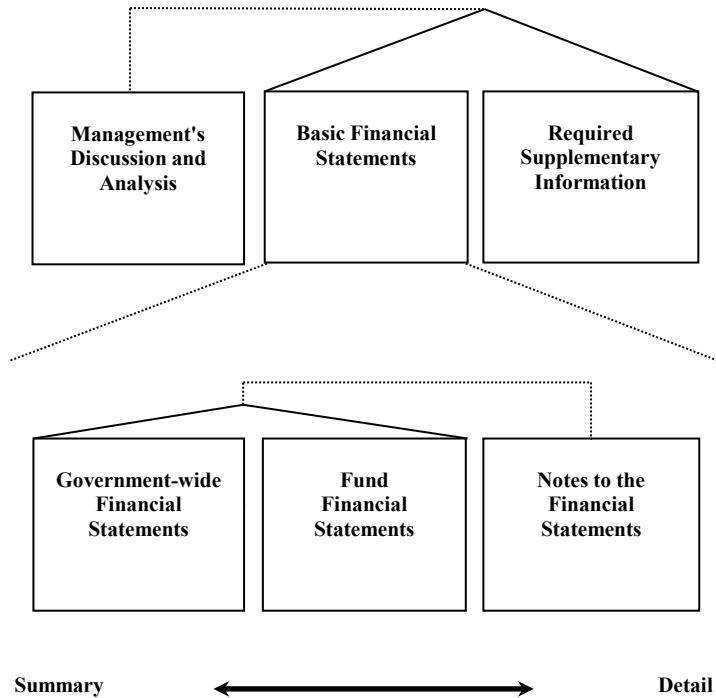 Management's
Discussion and
Analysis
Basic Financial
Statements
Required
Supplementary
Information
Government-wide
Financial
Statements
Fund
Financial
Statements
Notes to the
Financial
Statements
Summary
Detail